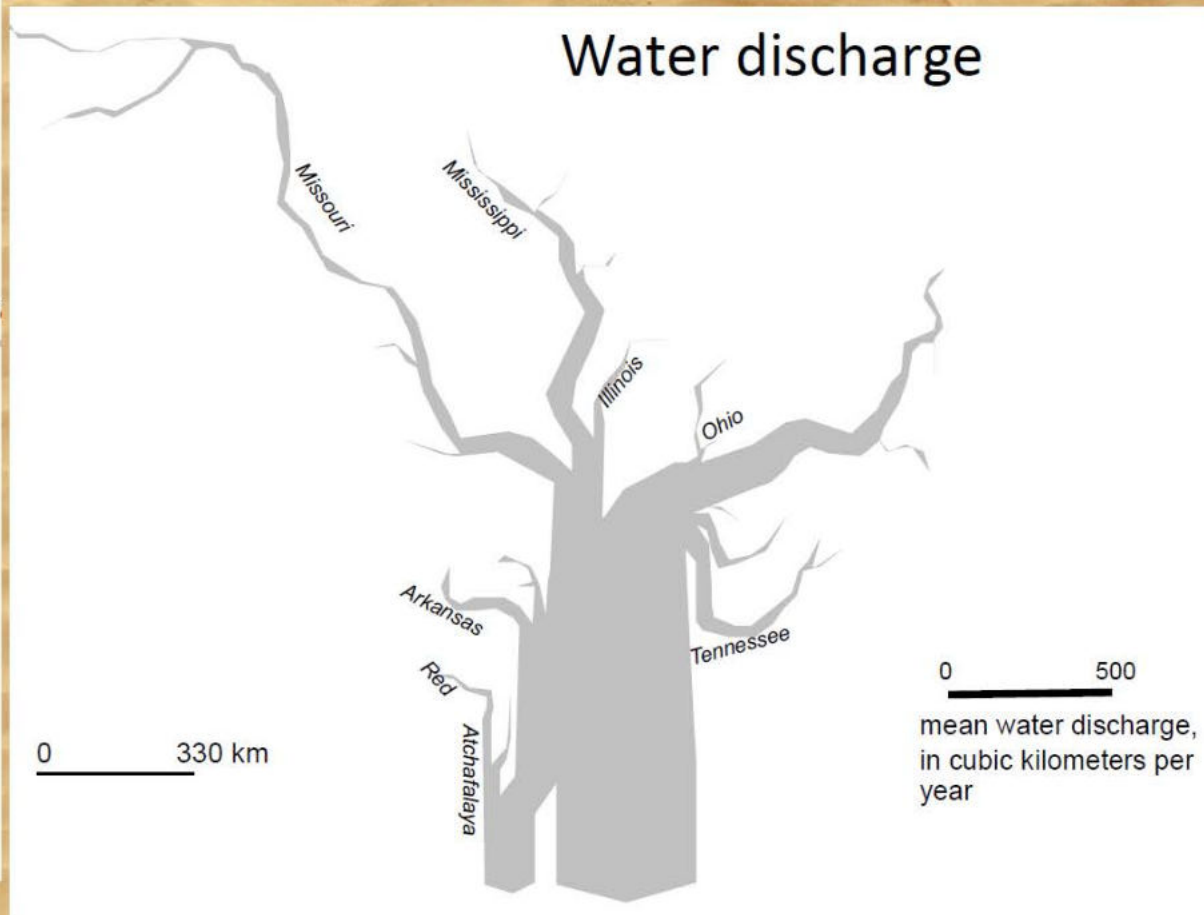 Water discharge
Missouri
Mississippi
Illinois
Ohio
Arkansas
Tennessee
Red
Atchafalaya
0 330 km
0 500
mean water discharge,
in cubic kilometers per
year